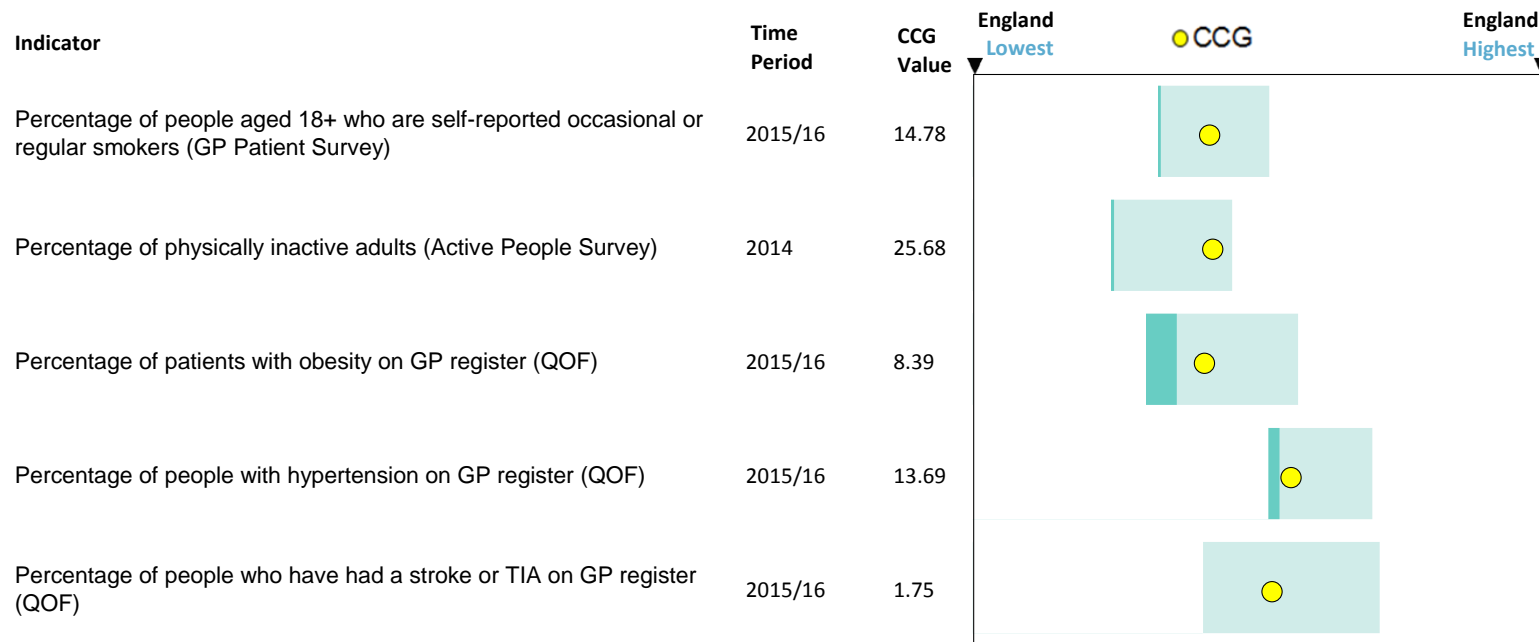 Indicator
Time
Period
CCG
Value
England
Lowest
CCG
England
Highest
Percentage of people aged 18+ who are self-reported occasional or
regular smokers (GP Patient Survey)
2015/16
14.78
Percentage of physically inactive adults (Active People Survey)
2014
25.68
Percentage of patients with obesity on GP register (QOF)
2015/16
8.39
Percentage of people with hypertension on GP register (QOF)
2015/16
13.69
Percentage of people who have had a stroke or TIA on GP register
(QOF)
2015/16
1.75